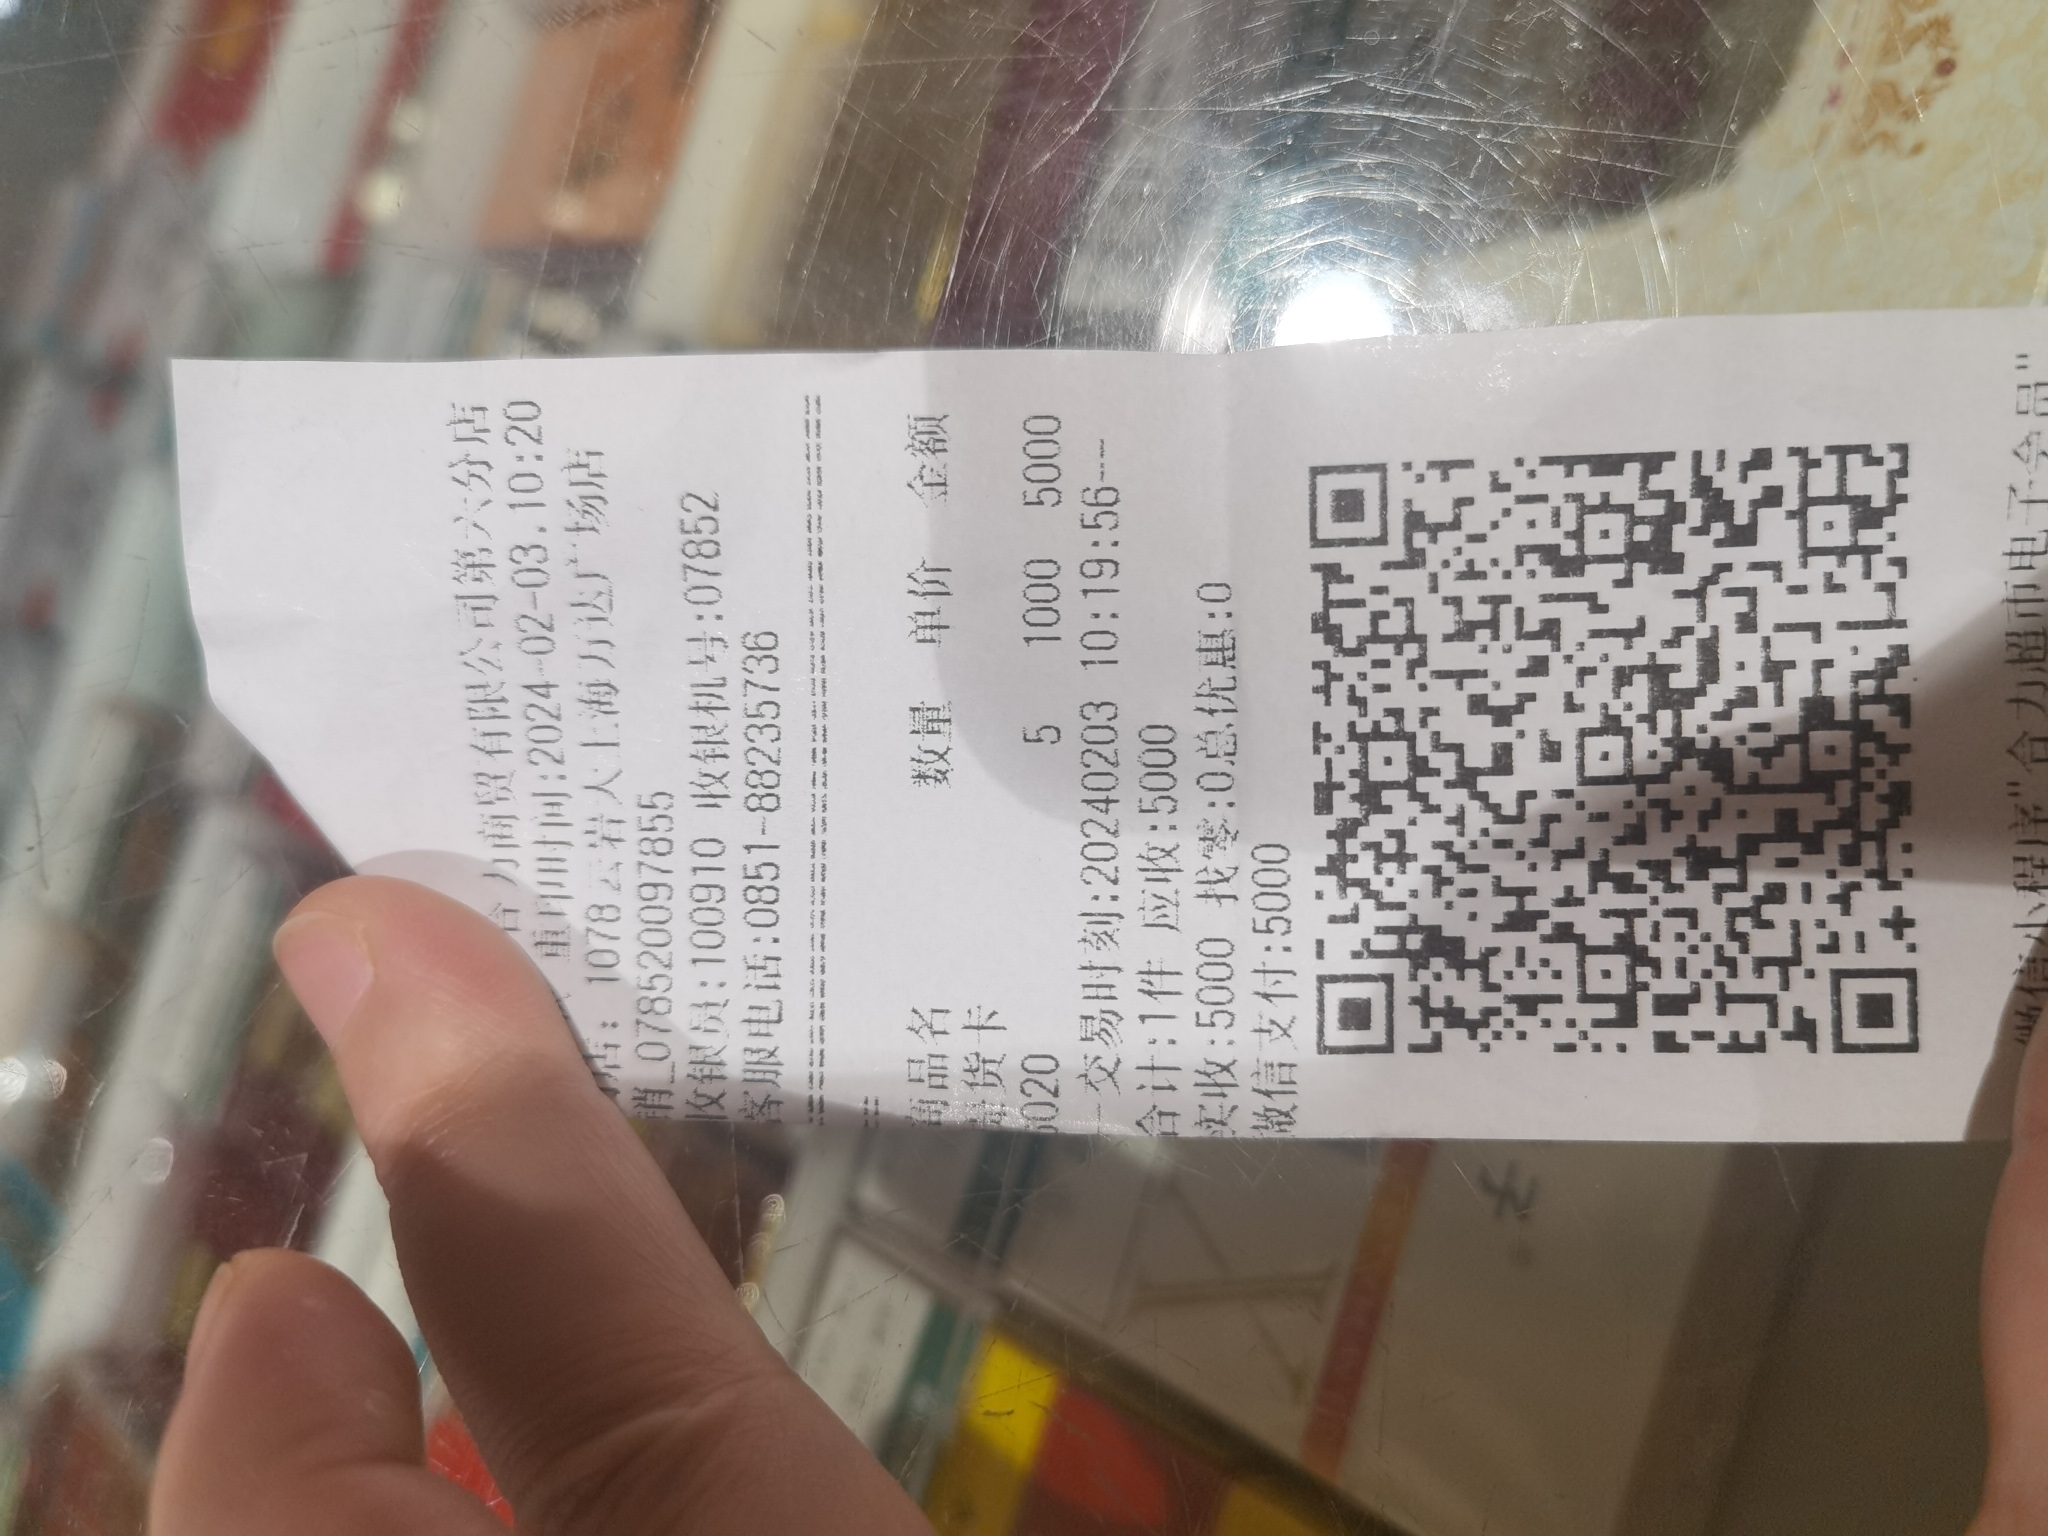 合力商贸有限公司第六分店
重印时间:2024-02-03.10:20
店: 1078云岩大上海万达广场店
销_078520097855
收银员:100910 收银机号:07852
客服电话:0851-88235736
商品名 数量 单价 金额
货卡
5 1000 5000
交易时刻:20240203 10:19:56--
合计:1件 应收:5000
实收:5000 找零:0总优惠:0
微信支付:5000
微信小程序"合力超市电子会员"